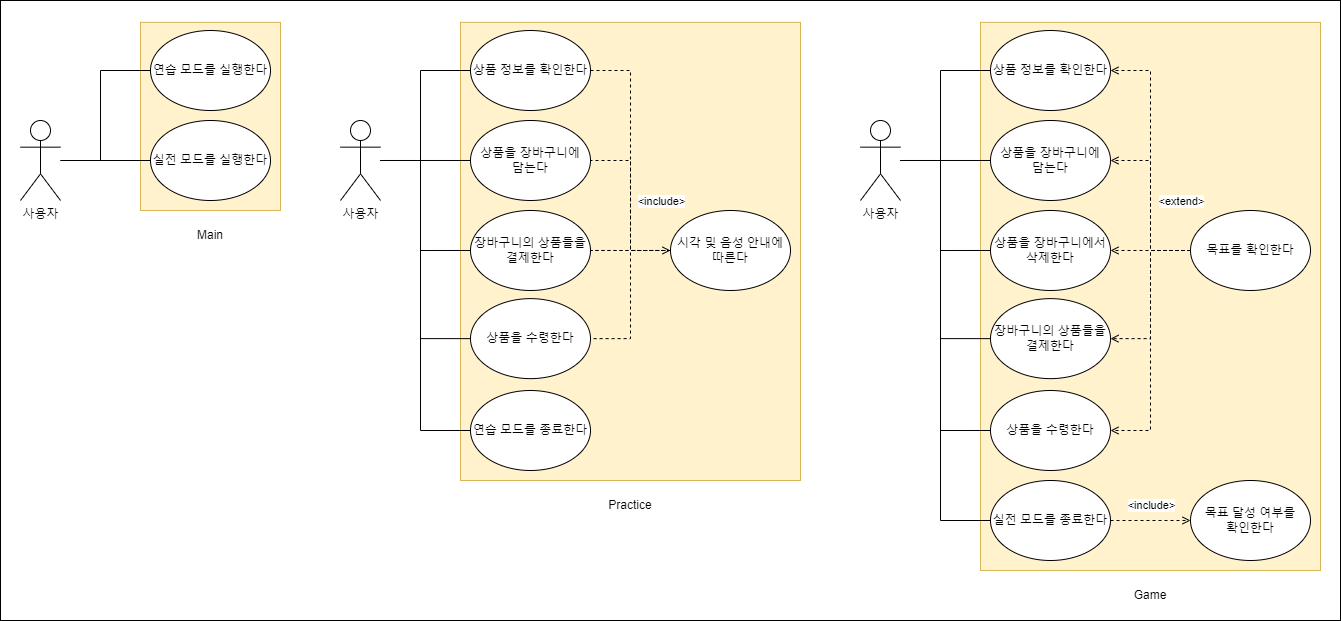 연습 모드를 실행한다
실전 모드를 실행한다
사용자
Main
상품 정보를 확인한다
상품을 장바구니에
담는다
장바구니의 상품들을
결제한다
상품을 수령한다
연습 모드를 종료한다
<include>
시각 및 음성 안내에
따른다
사용자
Practice
상품 정보를 확인한다
상품을 장바구니에
담는다
상품을 장바구니에서
삭제한다
장바구니의 상품들을
결제한다
상품을 수령한다
실전 모드를 종료한다
<extend>
목표를 확인한다
<include>
목표 달성 여부를
확인한다
사용자
Game